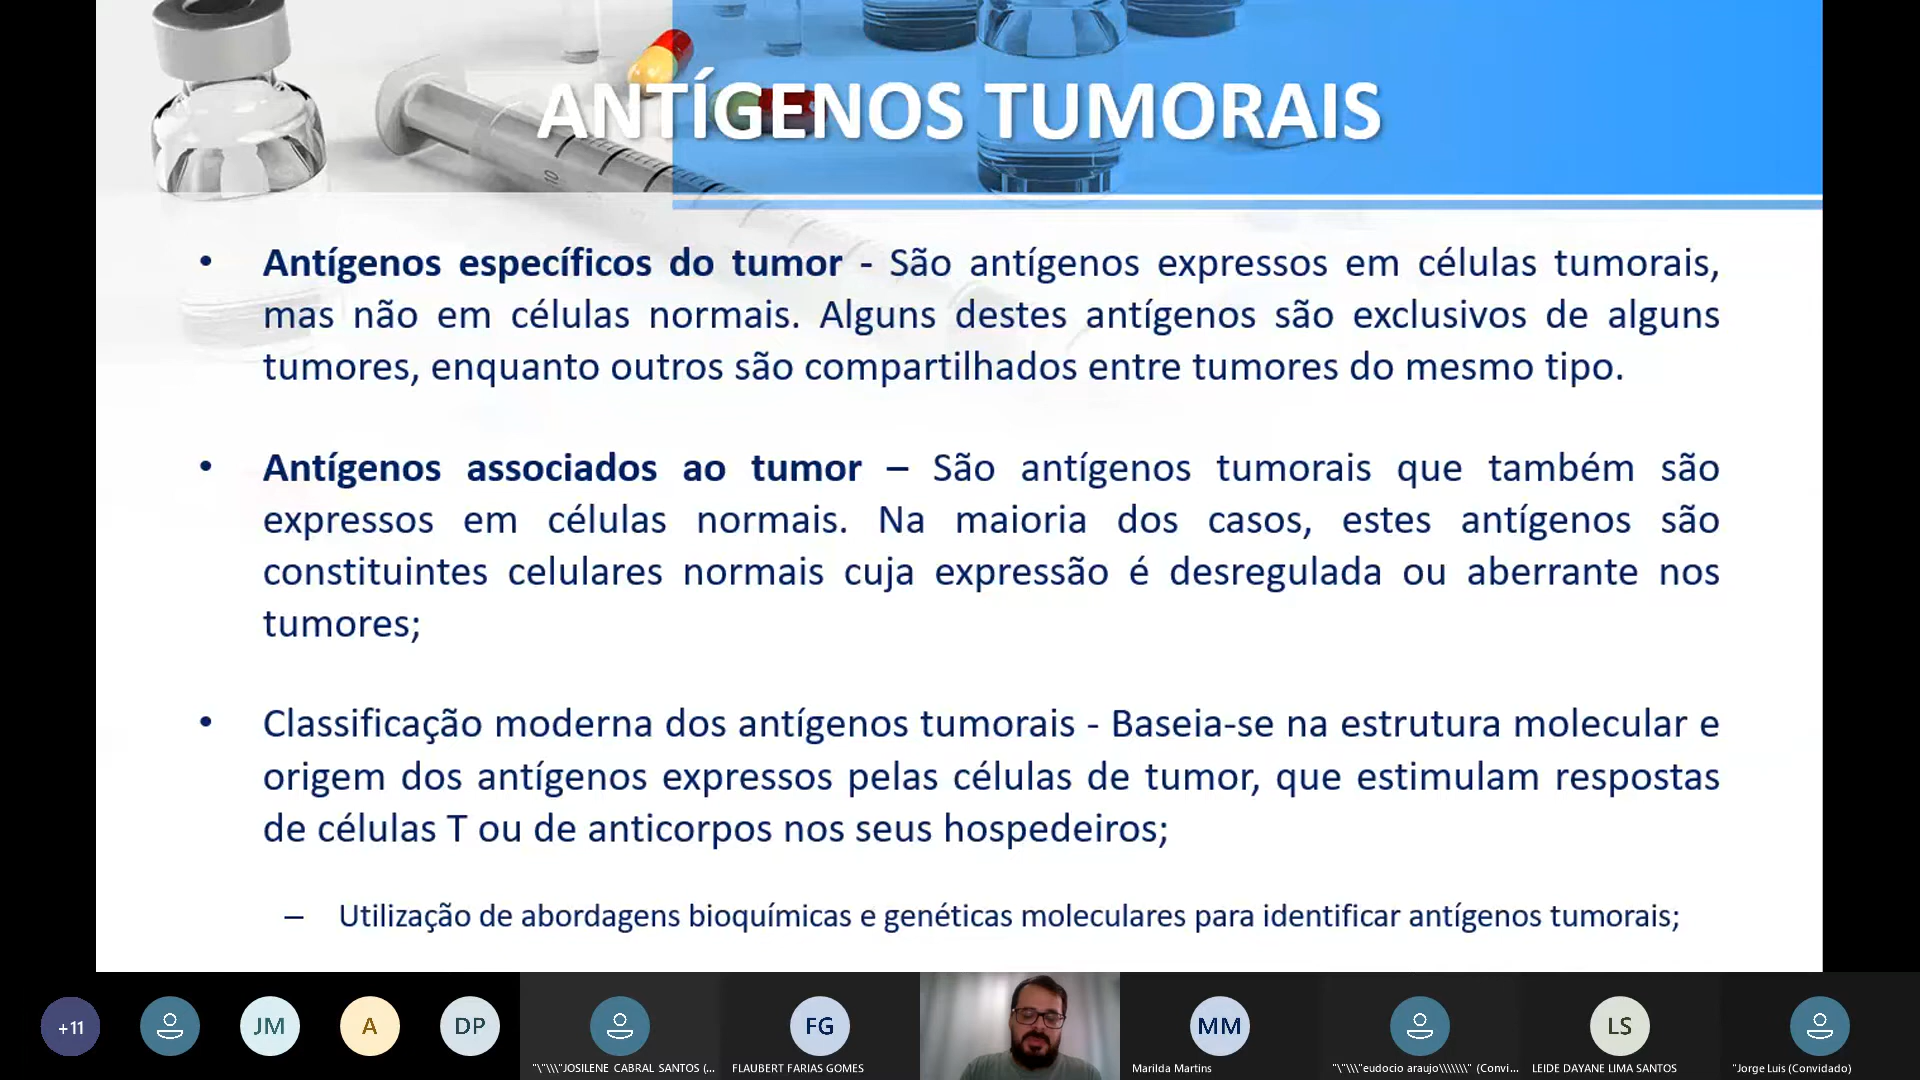 ANTÍGENOS TUMORAIS
• Antígenos específicos do tumor - São antígenos expressos em células tumorais,
mas não em células normais. Alguns destes antígenos são exclusivos de alguns
tumores, enquanto outros são compartilhados entre tumores do mesmo tipo.
• Antígenos associados ao tumor – São antígenos tumorais que também são
expressos em células normais. Na maioria dos casos, estes antígenos são
constituintes celulares normais cuja expressão é desregulada ou aberrante nos
tumores;
• Classificação moderna dos antígenos tumorais - Baseia-se na estrutura molecular e
origem dos antígenos expressos pelas células de tumor, que estimulam respostas
de células T ou de anticorpos nos seus hospedeiros;
– Utilização de abordagens bioquímicas e genéticas moleculares para identificar antígenos tumorais;
10
+11
JM
A
DP
"\"\\\"JOSILENE CABRAL SANTOS (...
FG
FLAUBERT FARIAS GOMES
MM
Marilda Martins
"\"\\\"eudocio araujo\\\\\\\" (Convi...
LS
LEIDE DAYANE LIMA SANTOS
"Jorge Luis (Convidado)